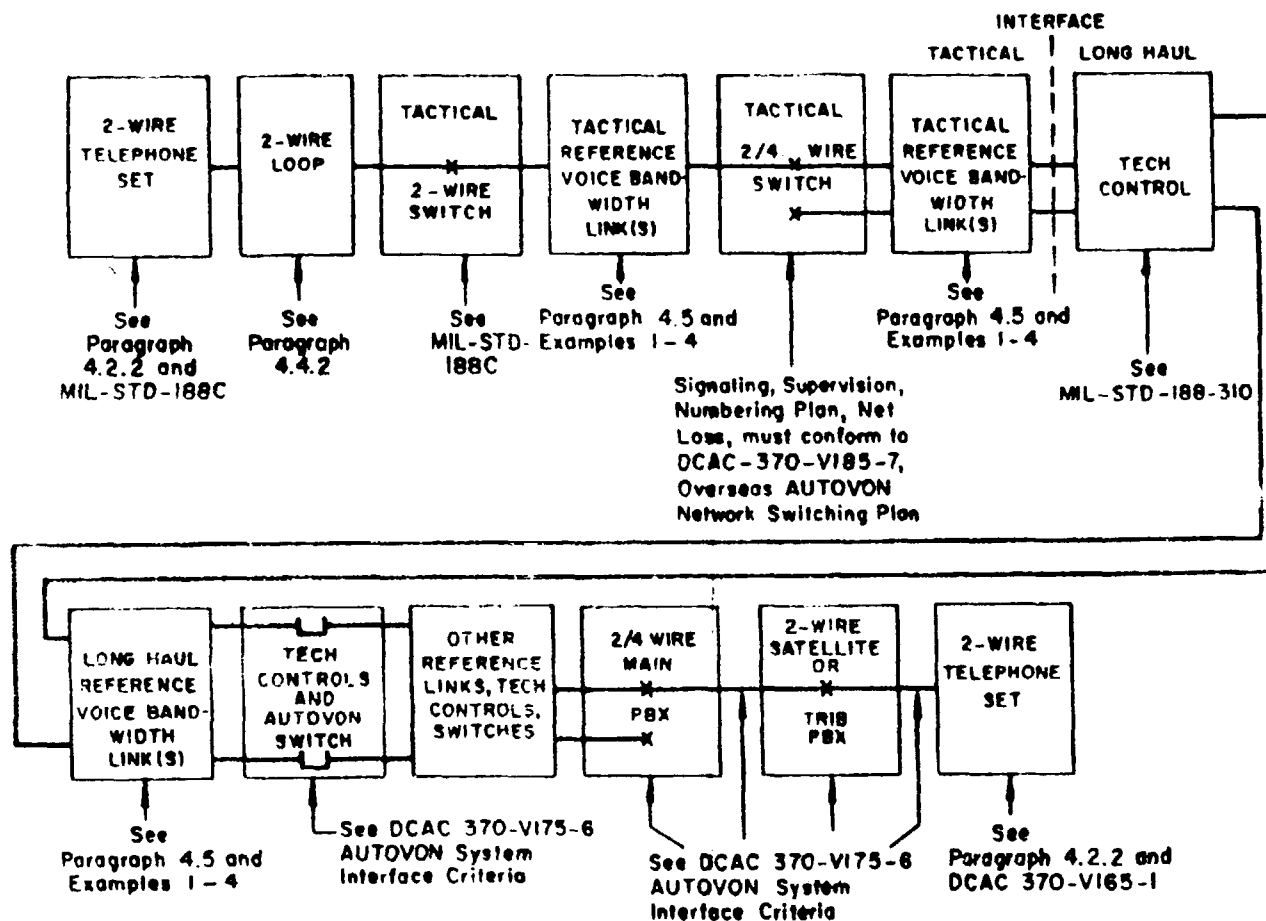 INTERFACE
TACTICAL
LONG HAUL
2-WIRE
TELEPHONE
SET
2-WIRE
LOOP
TACTICAL
2-WIRE
SWITCH
TACTICAL
REFERENCE
VOICE BAND-
WIDTH
LINK(S)
TACTICAL
2/4 WIRE
SWITCH
TACTICAL
REFERENCE
VOICE BAND-
WIDTH
LINK(S)
TECH
CONTROL
See
Paragraph
4.2.2 and
MIL-STD-188C
See
Paragraph
4.4.2
See
MIL-STD-
188C
See
Paragraph 4.5 and
Examples 1-4
Signaling, Supervision,
Numbering Plan, Net
Loss, must conform to
DCAC-370-V185-7,
Overseas AUTOVON
Network Switching Plan
See
Paragraph 4.5 and
Examples 1-4
See
MIL-STD-188-310
LONG HAUL
REFERENCE
VOICE BAND-
WIDTH
LINK(S)
TECH
CONTROLS
AND
AUTOVON
SWITCH
OTHER
REFERENCE
LINKS, TECH
CONTROLS,
SWITCHES
2/4 WIRE
MAIN
PBX
2-WIRE
SATELLITE
OR
TRIB
PBX
2-WIRE
TELEPHONE
SET
See
Paragraph 4.5 and
Examples 1-4
See DCAC 370-V175-6
AUTOVON System
Interface Criteria
See DCAC 370-V175-6
AUTOVON System
Interface Criteria
See
Paragraph 4.2.2 and
DCAC 370-V165-1